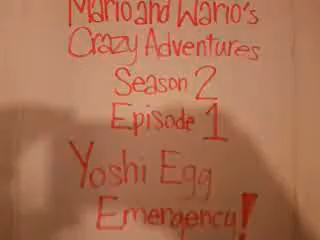 Mario and Wario's
Crazy Adventures
Season 2
Episode 1
Yoshi Egg
Emergency!